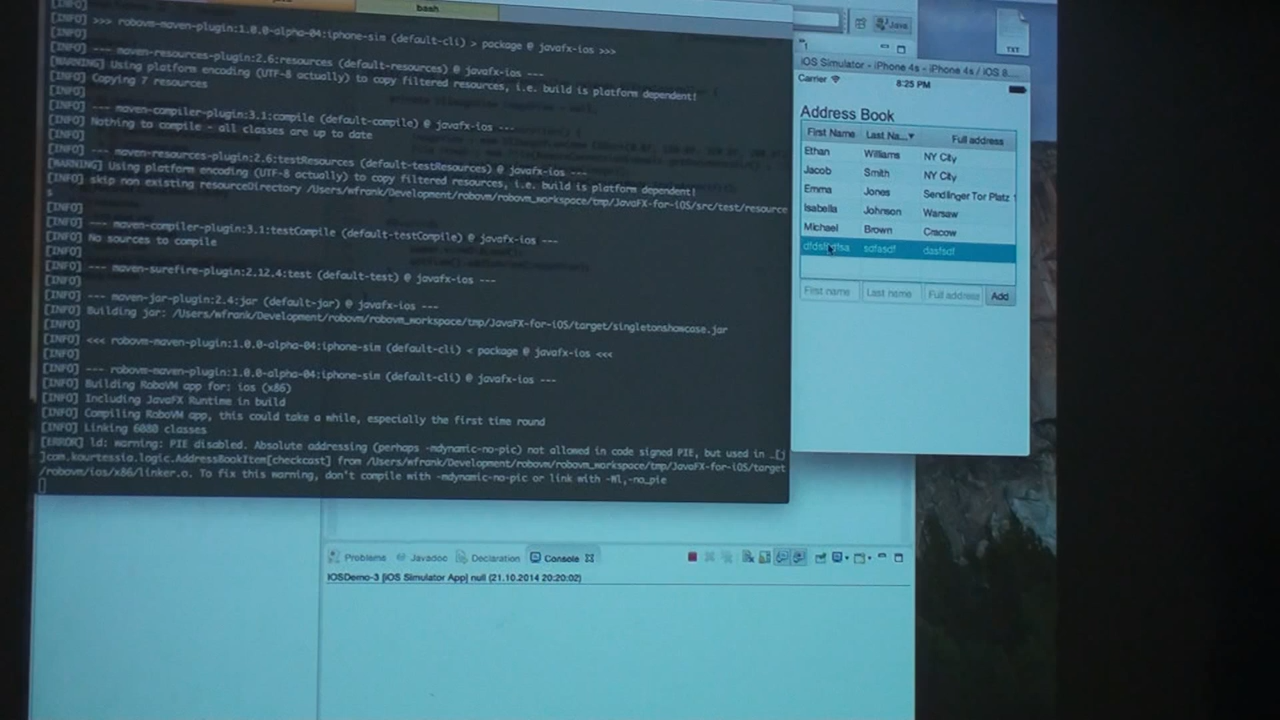 bash
[INFO]
[INFO] >>> robovm-maven-plugin:1.0.0-alpha-04:iphone-sim (default-cli) > package @ javafx-ios >>>
[INFO]
[INFO] --- maven-resources-plugin:2.6:resources (default-resources) @ javafx-ios ---
[WARNING] Using platform encoding (UTF-8 actually) to copy filtered resources, i.e. build is platform dependent!
[INFO] Copying 7 resources
[INFO]
[INFO] --- maven-compiler-plugin:3.1:compile (default-compile) @ javafx-ios ---
[INFO] Nothing to compile - all classes are up to date
[INFO]
[INFO] --- maven-resources-plugin:2.6:testResources (default-testResources) @ javafx-ios ---
[WARNING] Using platform encoding (UTF-8 actually) to copy filtered resources, i.e. build is platform dependent!
[INFO] skip non existing resourceDirectory /Users/wfrank/Development/robovm/robovm_workspace/tmp/JavaFX-for-iOS/src/test/resource
s
[INFO]
[INFO] --- maven-compiler-plugin:3.1:testCompile (default-testCompile) @ javafx-ios ---
[INFO] No sources to compile
[INFO]
[INFO] --- maven-surefire-plugin:2.12.4:test (default-test) @ javafx-ios ---
[INFO]
[INFO] --- maven-jar-plugin:2.4:jar (default-jar) @ javafx-ios ---
[INFO] Building jar: /Users/wfrank/Development/robovm/robovm_workspace/tmp/JavaFX-for-iOS/target/singletonshowcase.jar
[INFO]
[INFO] <<< robovm-maven-plugin:1.0.0-alpha-04:iphone-sim (default-cli) < package @ javafx-ios <<<
[INFO]
[INFO] --- robovm-maven-plugin:1.0.0-alpha-04:iphone-sim (default-cli) @ javafx-ios ---
[INFO] Building RoboVM app for: ios (x86)
[INFO] Including JavaFX Runtime in build
[INFO] Compiling RoboVM app, this could take a while, especially the first time round
[INFO] Linking 6080 classes
[ERROR] ld: warning: PIE disabled. Absolute addressing (perhaps -mdynamic-no-pic) not allowed in code signed PIE, but used in _[j
]com.kourtessia.logic.AddressBookItem[checkcast] from /Users/wfrank/Development/robovm/robovm_workspace/tmp/JavaFX-for-iOS/target
/robovm/ios/x86/linker.o. To fix this warning, don't compile with -mdynamic-no-pic or link with -Wl,-no_pie
Java
TXT
iOS Simulator - iPhone 4s - iPhone 4s / iOS 8....
Carrier 8:25 PM
Address Book
First Name Last Na... Full address
Ethan Williams NY City
Jacob Smith NY City
Emma Jones Sendlinger Tor Platz 1
Isabella Johnson Warsaw
Michael Brown Cracow
sdfasdf dasfsdf
First name Last name Full address Add
Problems Javadoc Declaration Console
IOSDemo-3 [iOS Simulator App] null (21.10.2014 20:20:02)